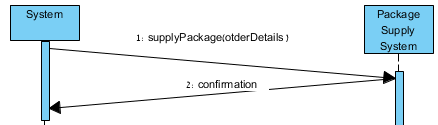 System
Package
Supply
System
1: supplyPackage(otderDetails)
2: confirmation